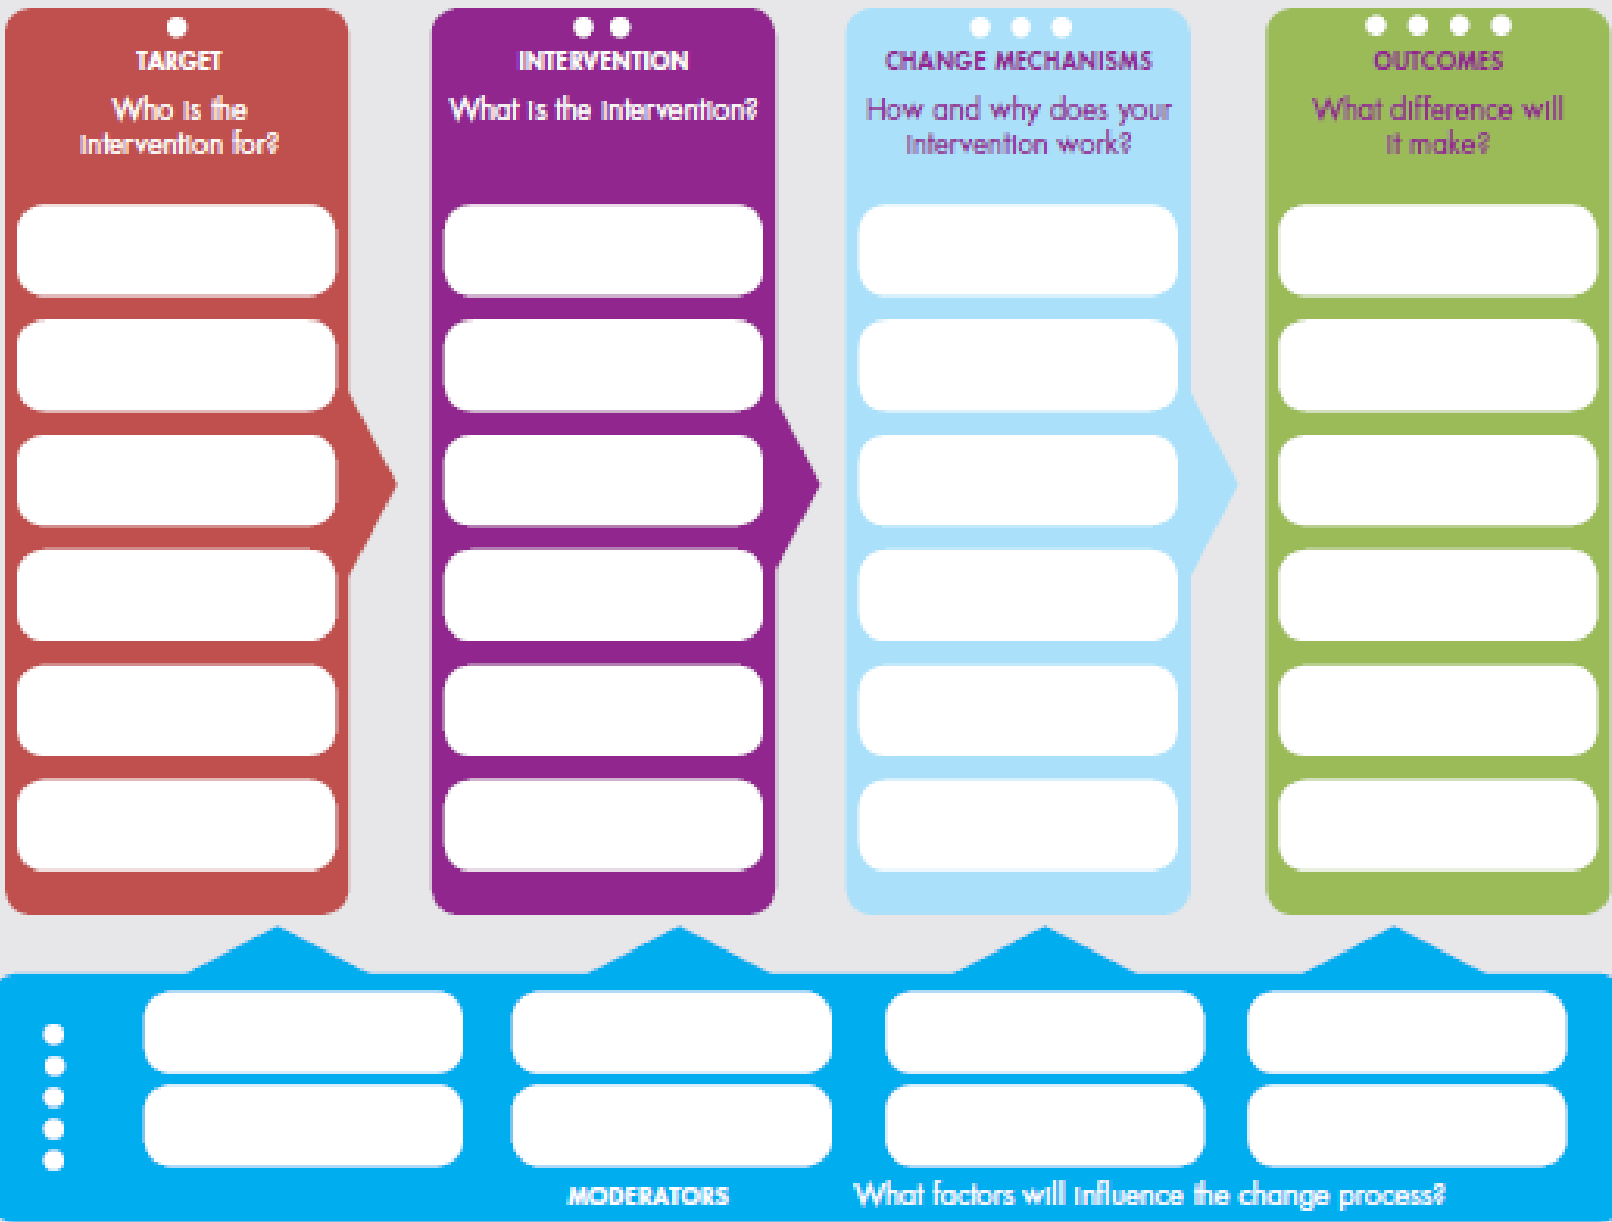 TARGET
Who is the
intervention for?
INTERVENTION
What is the intervention?
CHANGE MECHANISMS
How and why does your
intervention work?
OUTCOMES
What difference will
it make?
MODERATORS
What factors will influence the change process?